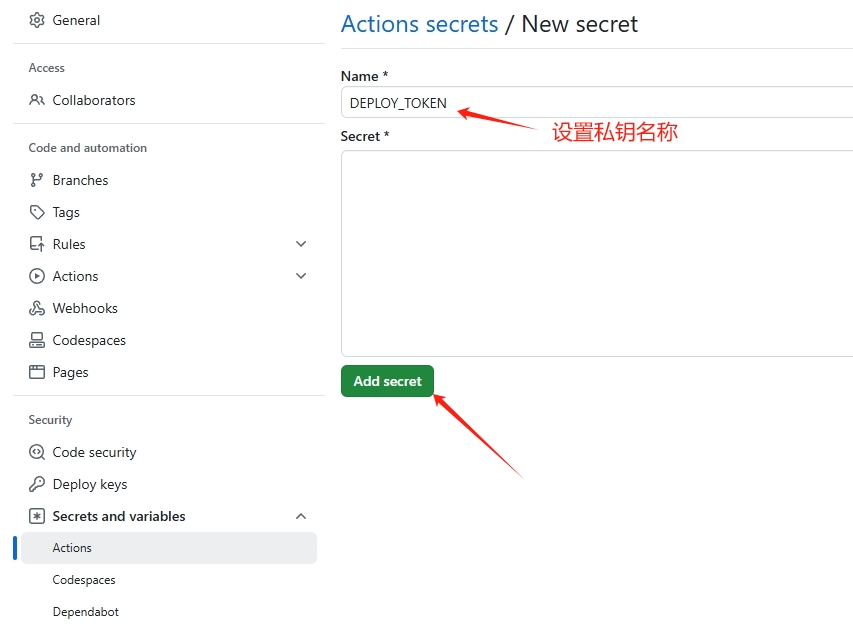 General
Access
Collaborators
Code and automation
Branches
Tags
Rules
Actions
Webhooks
Codespaces
Pages
Security
Code security
Deploy keys
Secrets and variables
Actions
Codespaces
Dependabot
Actions secrets / New secret
Name *
DEPLOY_TOKEN
设置私钥名称
Secret *
Add secret